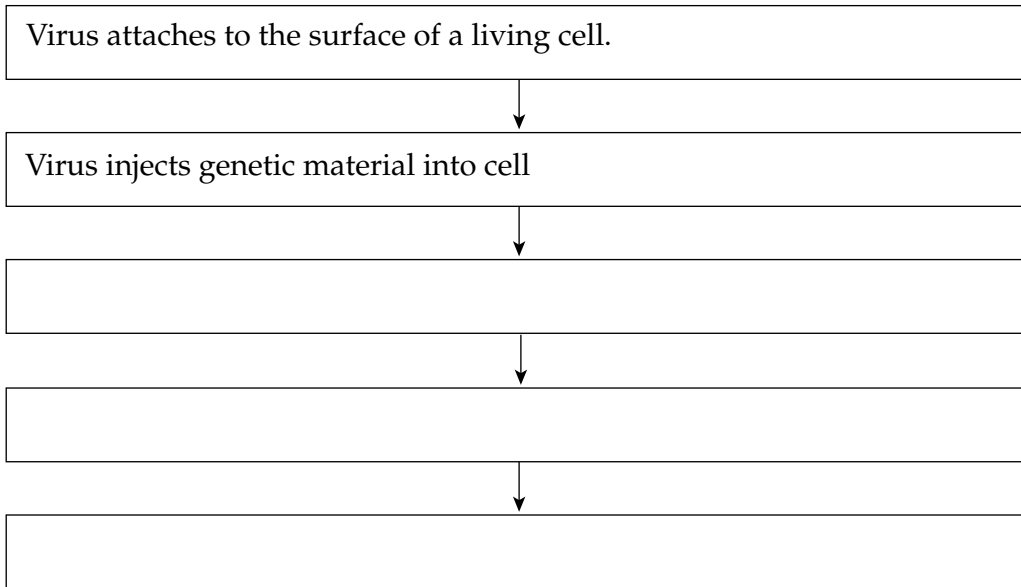 Virus attaches to the surface of a living cell.
Virus injects genetic material into cell